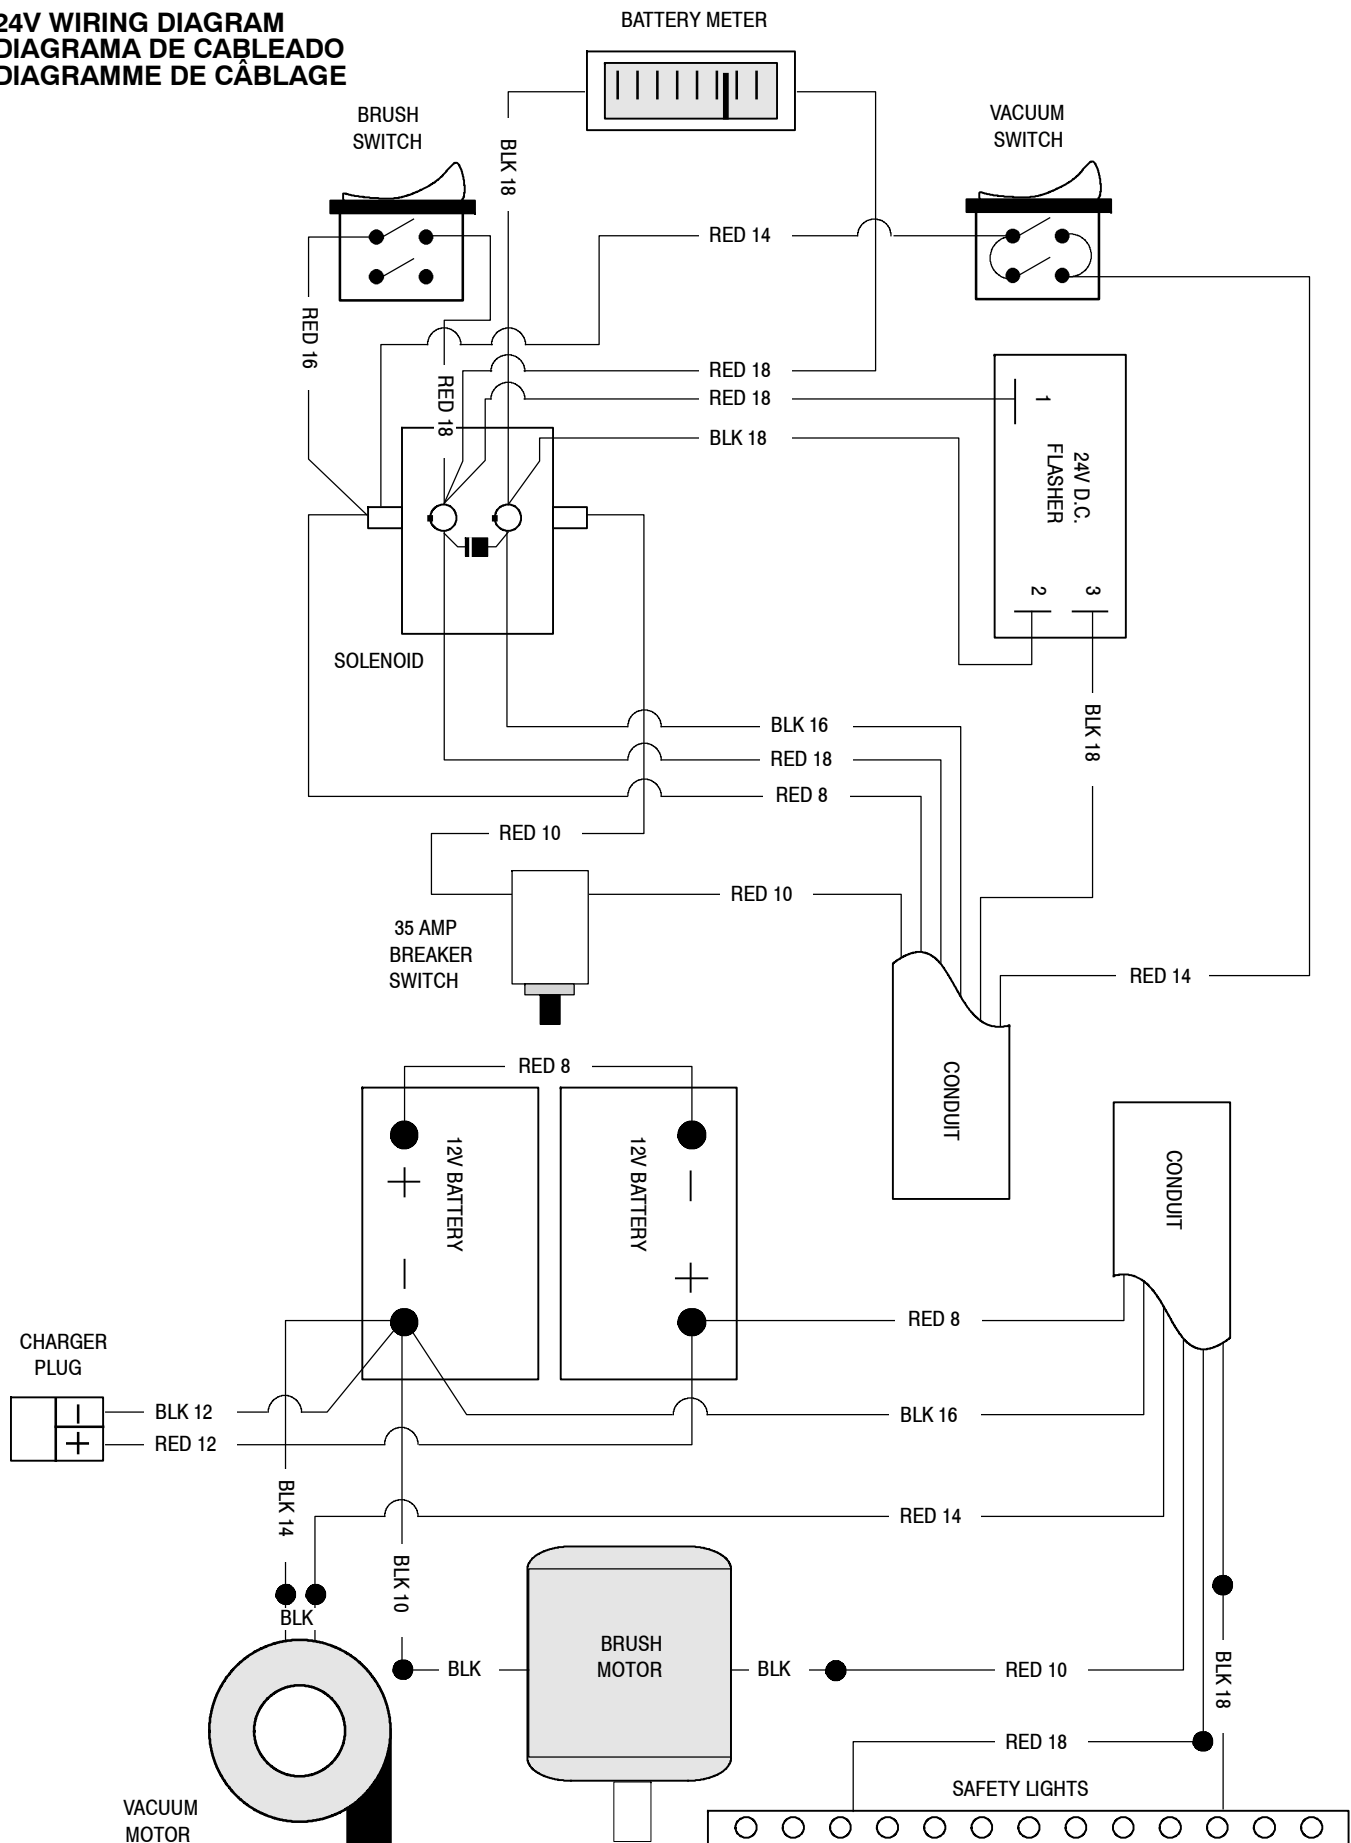 24V WIRING DIAGRAM
DIAGRAMA DE CABLEADO
DIAGRAMME DE CÂBLAGE
BATTERY METER
BRUSH
SWITCH
VACUUM
SWITCH
BLK 18
RED 14
RED 16
RED 18
RED 18
RED 18
BLK 18
1
24V D.C.
FLASHER
2
3
SOLENOID
BLK 16
RED 18
RED 8
BLK 18
RED 10
RED 10
35 AMP
BREAKER
SWITCH
RED 14
RED 8
CONDUIT
12V BATTERY
+
−
12V BATTERY
−
+
CONDUIT
RED 8
CHARGER
PLUG
−
+
BLK 12
RED 12
BLK 16
BLK 14
RED 14
BLK 10
BLK
BRUSH
MOTOR
BLK
BLK
RED 10
BLK 18
RED 18
SAFETY LIGHTS
VACUUM
MOTOR